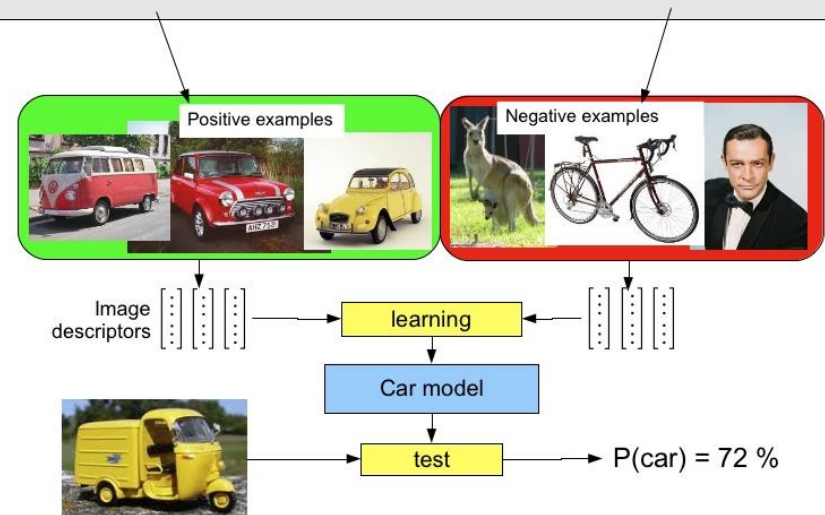 Positive examples
Negative examples
Image
descriptors
learning
Car model
test
P(car) = 72 %